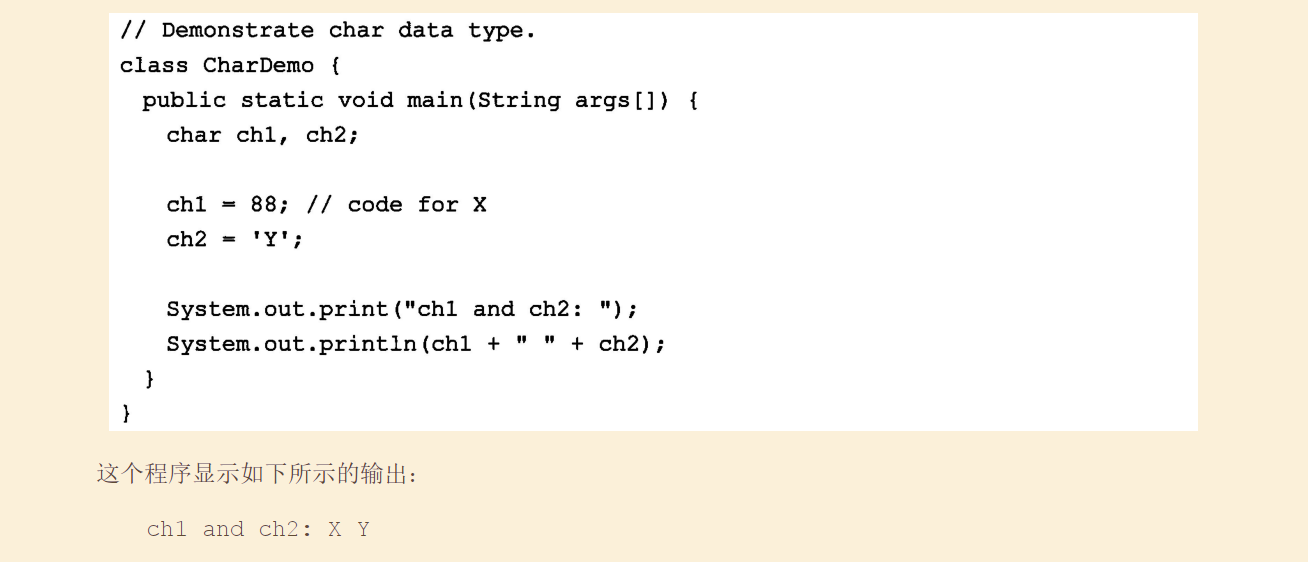 // Demonstrate char data type.
class CharDemo {
  public static void main(String args[]) {
    char ch1, ch2;
    ch1 = 88; // code for X
    ch2 = 'Y';
    System.out.print("ch1 and ch2: ");
    System.out.println(ch1 + " " + ch2);
  }
}
这个程序显示如下所示的输出：
ch1 and ch2: X Y